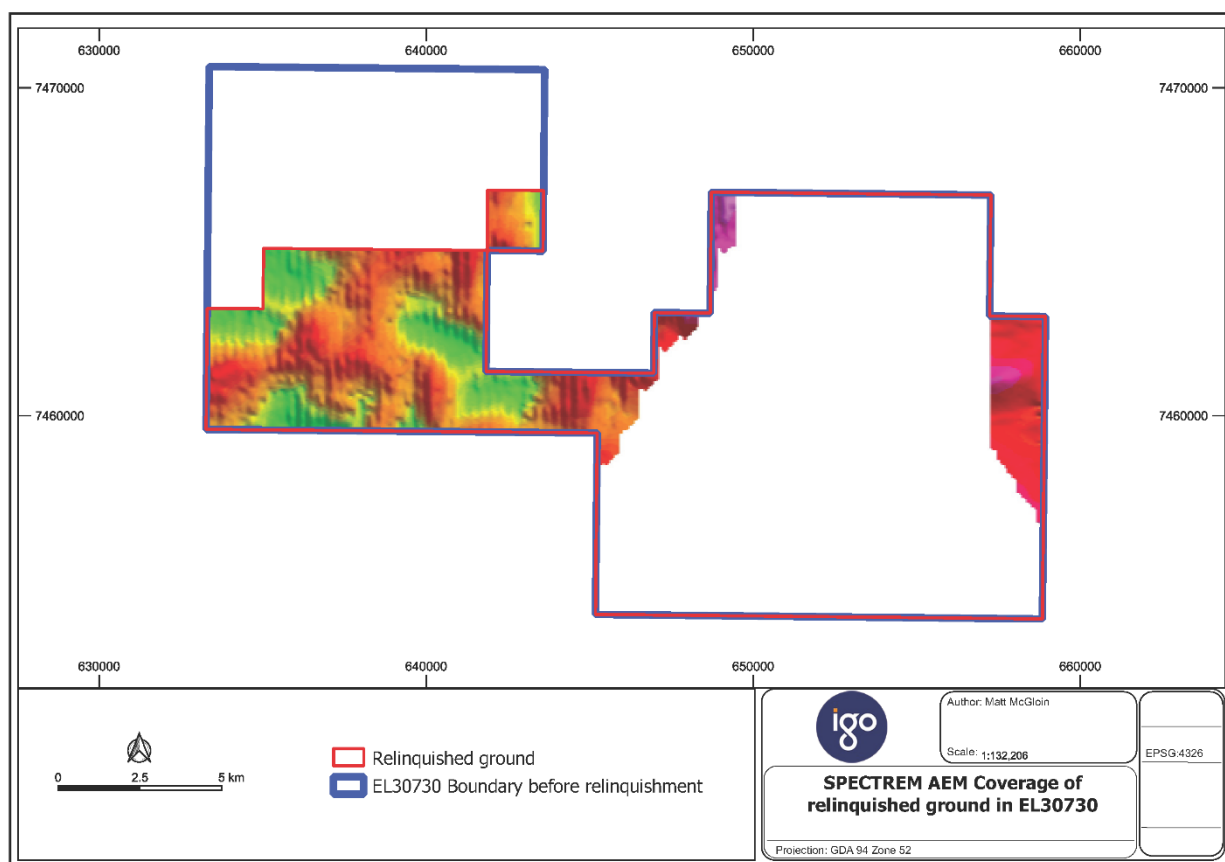 630000 640000 650000 660000
7470000 7470000
7460000 7460000
630000 640000 650000 660000
0 2.5 5 km
Relinquished ground
EL30730 Boundary before relinquishment
igo
Author: Matt McGloin
Scale: 1:132,206
EPSG:4326
SPECTREM AEM Coverage of
relinquished ground in EL30730
Projection: GDA 94 Zone 52